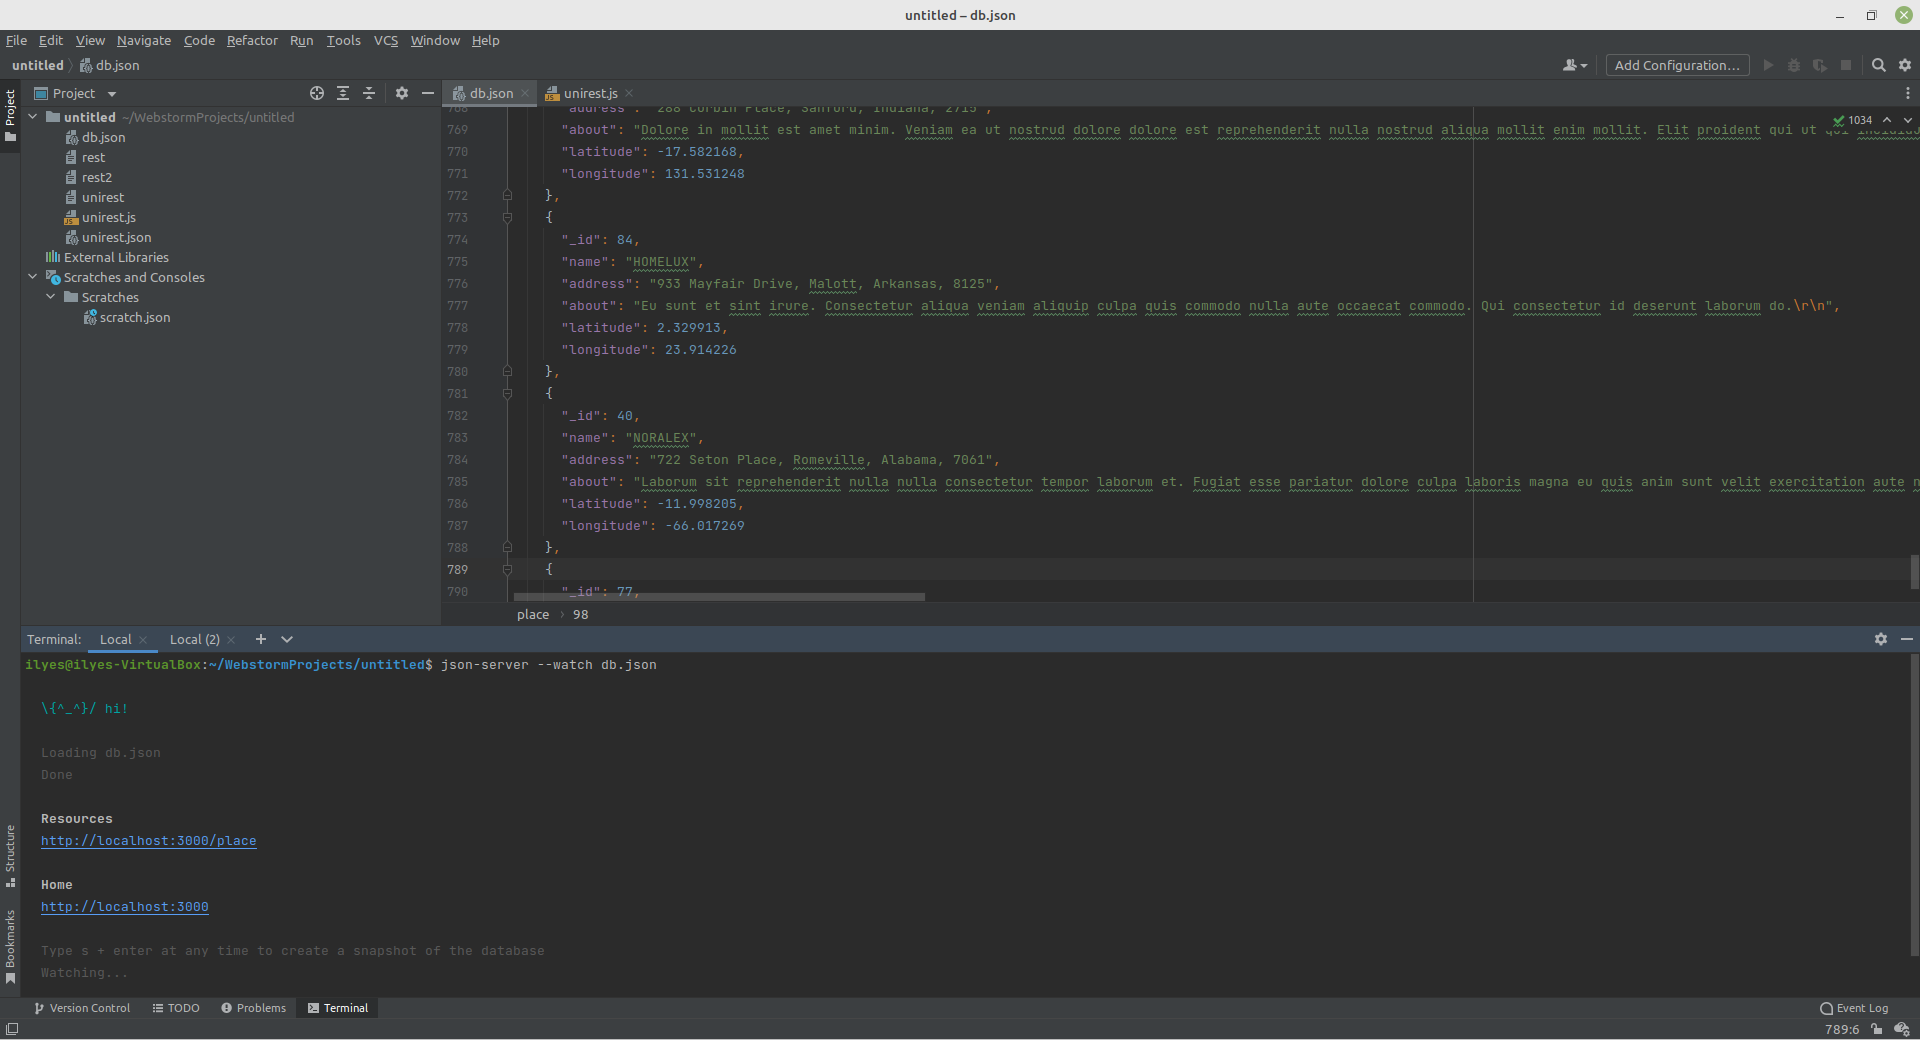 untitled – db.json
File Edit View Navigate Code Refactor Run Tools VCS Window Help
untitled db.json Add Configuration...
Project
Project
db.json unirest.js
untitled ~/WebstormProjects/untitled
db.json
rest
rest2
unirest
unirest.js
unirest.json
External Libraries
Scratches and Consoles
Scratches
scratch.json
1034
768 "address": "288 Corbin Place, Sanford, Indiana, 2715",
769 "about": "Dolore in mollit est amet minim. Veniam ea ut nostrud dolore dolore est reprehenderit nulla nostrud aliqua mollit enim mollit. Elit proident qui ut qui
770 "latitude": -17.582168,
771 "longitude": 131.531248
772 },
773 {
774 "_id": 84,
775 "name": "HOMELUX",
776 "address": "933 Mayfair Drive, Malott, Arkansas, 8125",
777 "about": "Eu sunt et sint irure. Consectetur aliqua veniam aliquip culpa quis commodo nulla aute occaecat commodo. Qui consectetur id deserunt laborum do.\r\n",
778 "latitude": 2.329913,
779 "longitude": 23.914226
780 },
781 {
782 "_id": 40,
783 "name": "NORALEX",
784 "address": "722 Seton Place, Romeville, Alabama, 7061",
785 "about": "Laborum sit reprehenderit nulla nulla consectetur tempor laborum et. Fugiat esse pariatur dolore culpa laboris magna eu quis anim sunt velit exercitation aute n
786 "latitude": -11.998205,
787 "longitude": -66.017269
788 },
789 {
790 "_id": 77,
place › 98
Terminal: Local Local (2)
ilyes@ilyes-VirtualBox:~/WebstormProjects/untitled$ json-server --watch db.json
\{^_^}/ hi!
Loading db.json
Done
Resources
http://localhost:3000/place
Home
http://localhost:3000
Type s + enter at any time to create a snapshot of the database
Watching...
Structure
Bookmarks
Version Control TODO Problems Terminal Event Log
789:6